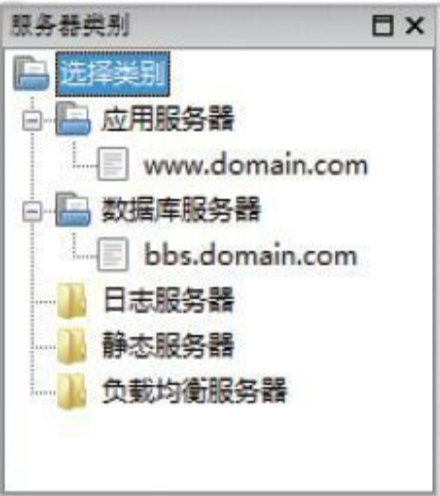 服务器类别
选择类别
应用服务器
www.domain.com
数据库服务器
bbs.domain.com
日志服务器
静态服务器
负载均衡服务器